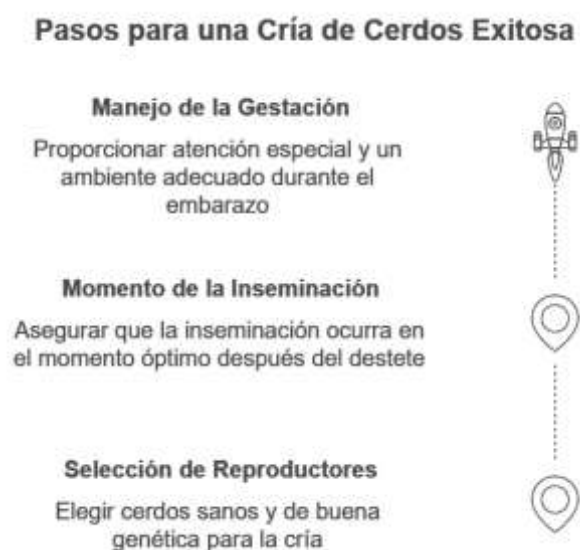 Pasos para una Cría de Cerdos Exitosa
Manejo de la Gestación
Proporcionar atención especial y un
ambiente adecuado durante el
embarazo
Momento de la Inseminación
Asegurar que la inseminación ocurra en
el momento óptimo después del destete
Selección de Reproductores
Elegir cerdos sanos y de buena
genética para la cría